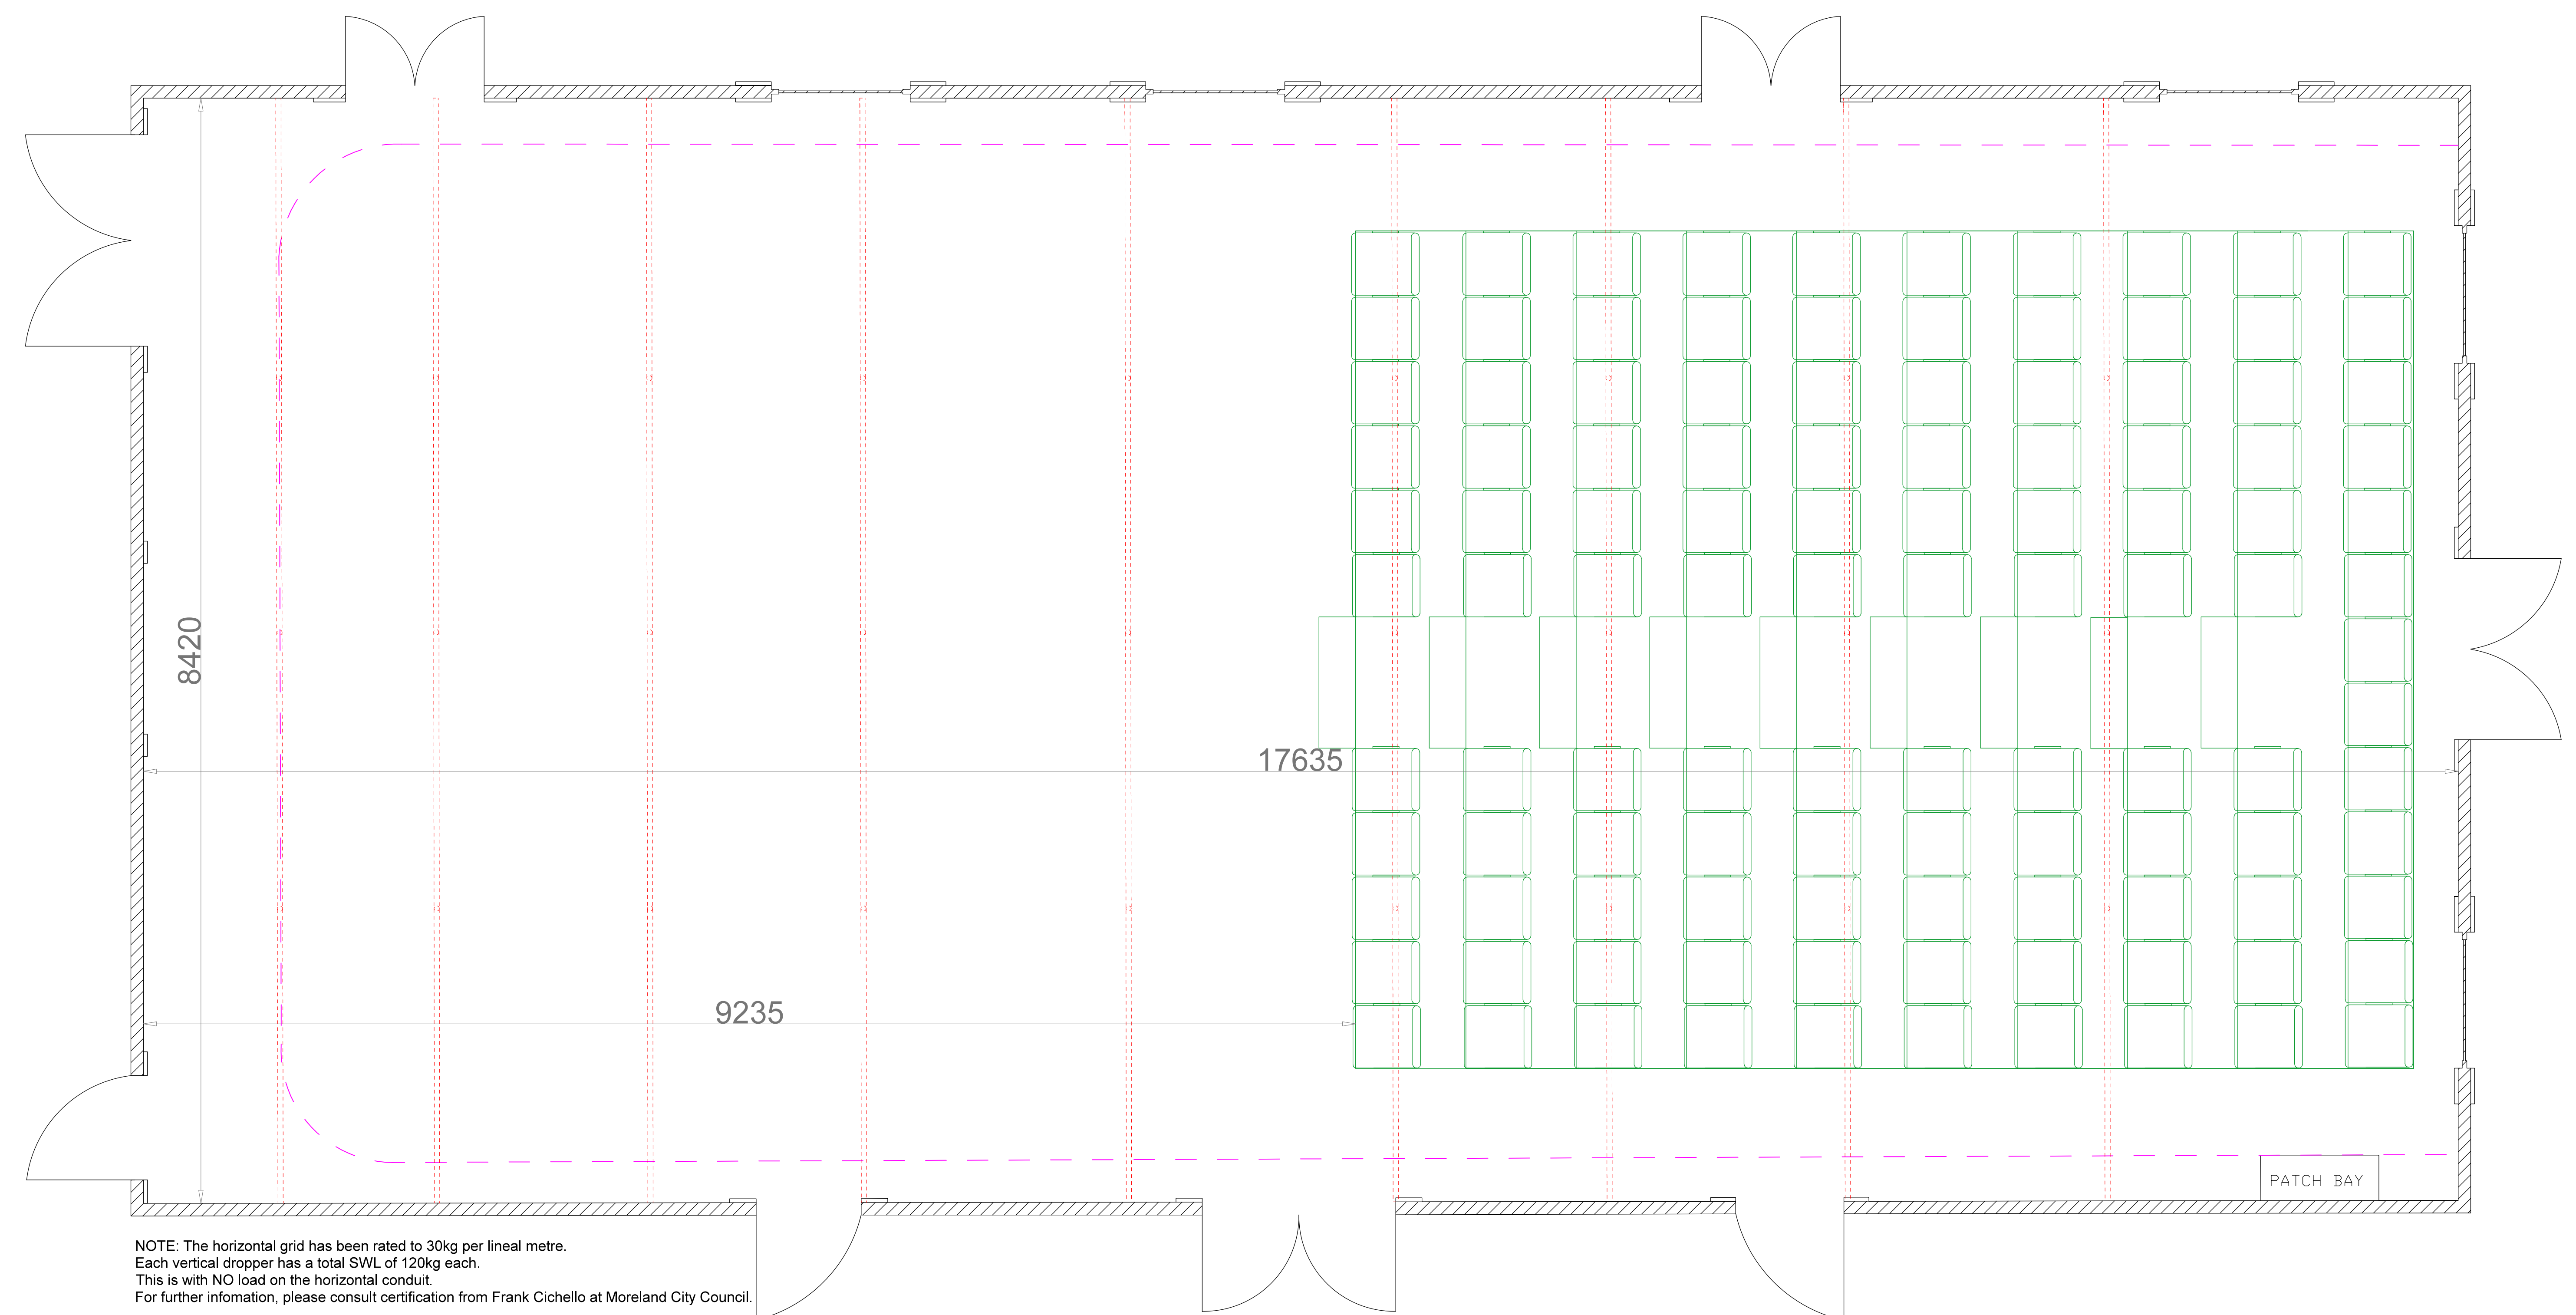 8420
17635
9235
PATCH BAY
NOTE: The horizontal grid has been rated to 30kg per lineal metre.
Each vertical dropper has a total SWL of 120kg each.
This is with NO load on the horizontal conduit.
For further infomation, please consult certification from Frank Cichello at Moreland City Council.